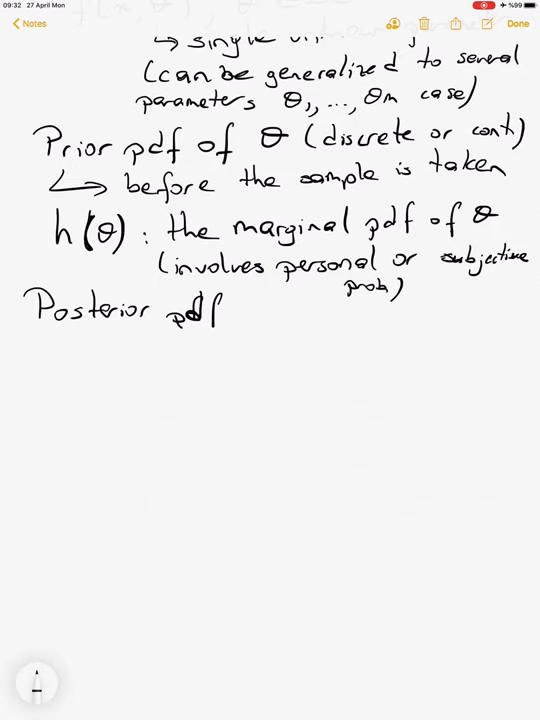 09:32 27 April Mon
%99
Notes
Done
↳ single
(can be generalized to several
parameters θ1, ..., θm case)
Prior pdf of θ (discrete or cont)
↳ before the sample is taken
h(θ): the marginal pdf of θ
(involves personal or subjective
prob)
Posterior pdf